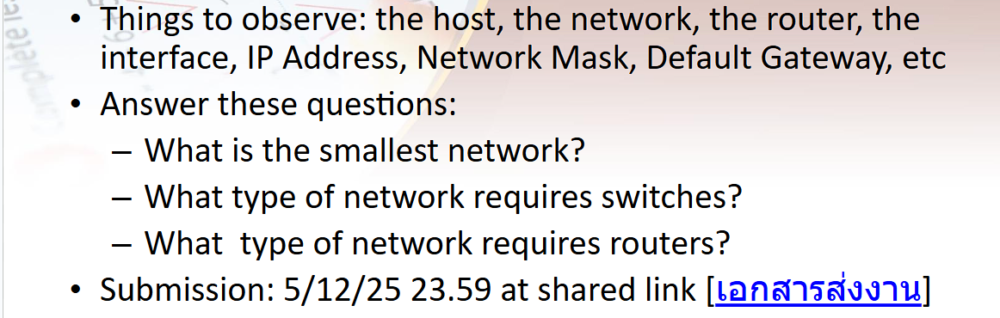 • Things to observe: the host, the network, the router, the
interface, IP Address, Network Mask, Default Gateway, etc
• Answer these questions:
– What is the smallest network?
– What type of network requires switches?
– What  type of network requires routers?
• Submission: 5/12/25 23.59 at shared link [เอกสารส่งงาน]